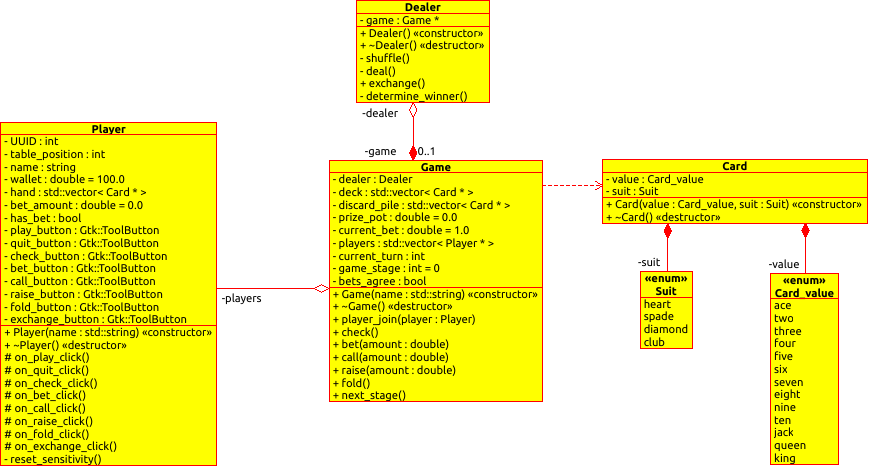 Dealer
- game : Game *
+ Dealer() «constructor»
+ ~Dealer() «destructor»
- shuffle()
- deal()
+ exchange()
- determine_winner()
-dealer
-game
0..1
Player
- UUID : int
- table_position : int
- name : string
- wallet : double = 100.0
- hand : std::vector< Card * >
- bet_amount : double = 0.0
- has_bet : bool
- play_button : Gtk::ToolButton
- quit_button : Gtk::ToolButton
- check_button : Gtk::ToolButton
- bet_button : Gtk::ToolButton
- call_button : Gtk::ToolButton
- raise_button : Gtk::ToolButton
- fold_button : Gtk::ToolButton
- exchange_button : Gtk::ToolButton
+ Player(name : std::string) «constructor»
+ ~Player() «destructor»
# on_play_click()
# on_quit_click()
# on_check_click()
# on_bet_click()
# on_call_click()
# on_raise_click()
# on_fold_click()
# on_exchange_click()
- reset_sensitivity()
-players
Game
- dealer : Dealer
- deck : std::vector< Card * >
- discard_pile : std::vector< Card * >
- prize_pot : double = 0.0
- current_bet : double = 1.0
- players : std::vector< Player * >
- current_turn : int
- game_stage : int = 0
- bets_agree : bool
+ Game(name : std::string) «constructor»
+ ~Game() «destructor»
+ player_join(player : Player)
+ check()
+ bet(amount : double)
+ call(amount : double)
+ raise(amount : double)
+ fold()
+ next_stage()
Card
- value : Card_value
- suit : Suit
+ Card(value : Card_value, suit : Suit) «constructor»
+ ~Card() «destructor»
-suit
«enum»
Suit
heart
spade
diamond
club
-value
«enum»
Card_value
ace
two
three
four
five
six
seven
eight
nine
ten
jack
queen
king